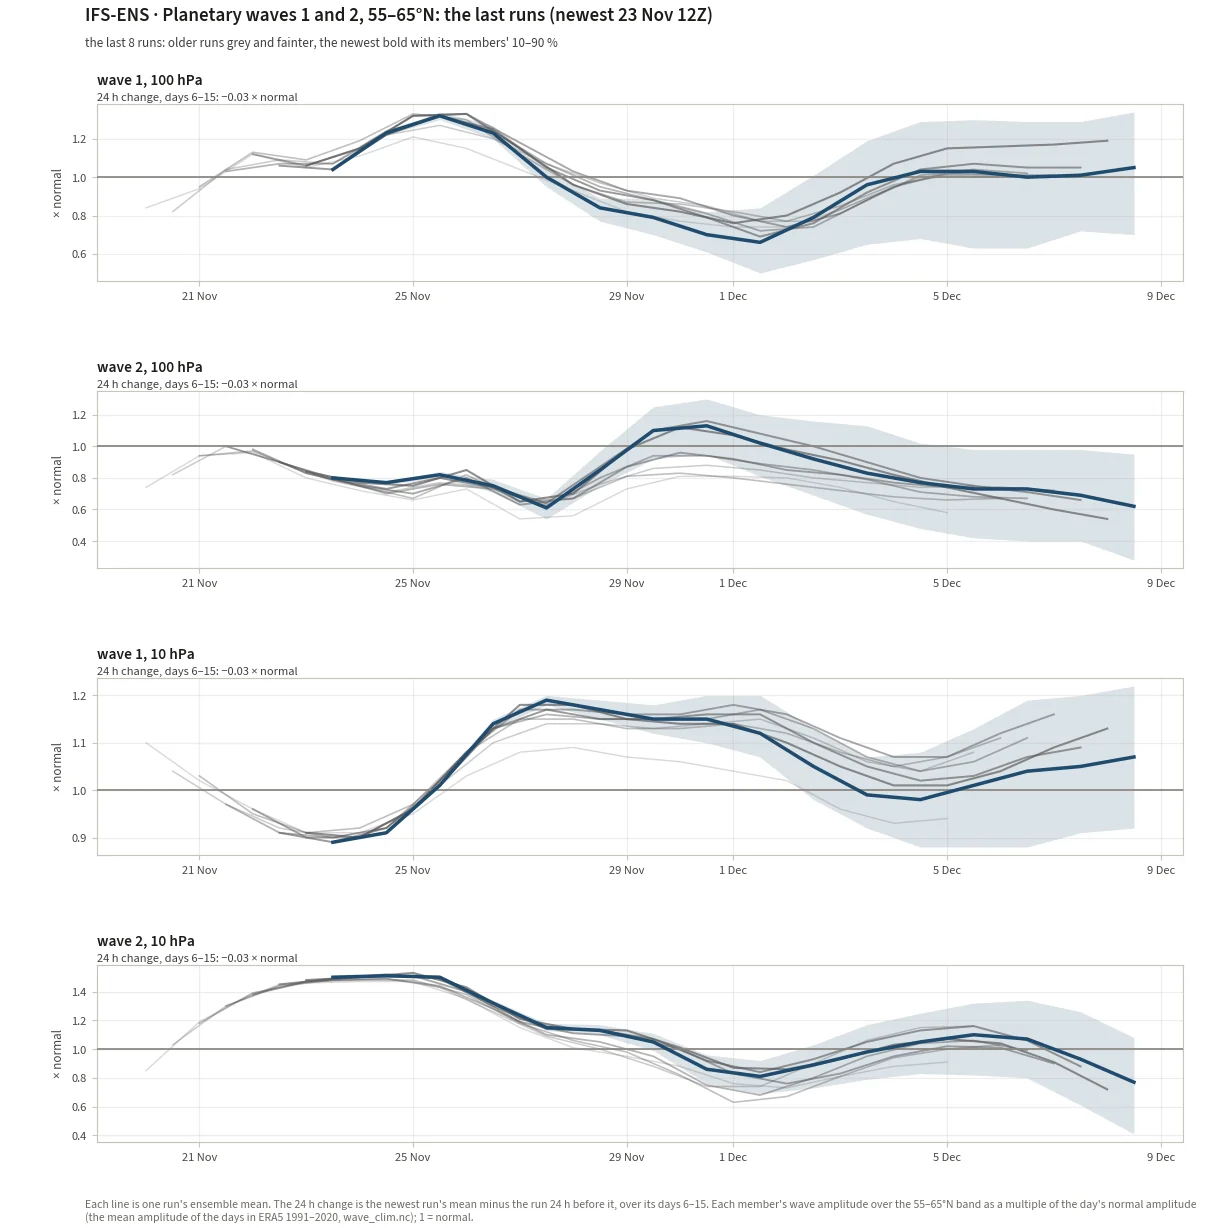 IFS-ENS · Planetary waves 1 and 2, 55–65°N: the last runs (newest 23 Nov 12Z)
the last 8 runs: older runs grey and fainter, the newest bold with its members' 10–90 %
wave 1, 100 hPa
24 h change, days 6–15: −0.03 × normal
1.2
1.0
0.8
0.6
× normal
21 Nov 25 Nov 29 Nov 1 Dec 5 Dec 9 Dec
wave 2, 100 hPa
24 h change, days 6–15: −0.03 × normal
1.2
1.0
0.8
0.6
0.4
× normal
21 Nov 25 Nov 29 Nov 1 Dec 5 Dec 9 Dec
wave 1, 10 hPa
24 h change, days 6–15: −0.03 × normal
1.2
1.1
1.0
0.9
× normal
21 Nov 25 Nov 29 Nov 1 Dec 5 Dec 9 Dec
wave 2, 10 hPa
24 h change, days 6–15: −0.03 × normal
1.4
1.2
1.0
0.8
0.6
0.4
× normal
21 Nov 25 Nov 29 Nov 1 Dec 5 Dec 9 Dec
Each line is one run's ensemble mean. The 24 h change is the newest run's mean minus the run 24 h before it, over its days 6–15. Each member's wave amplitude over the 55–65°N band as a multiple of the day's normal amplitude
(the mean amplitude of the days in ERA5 1991–2020, wave_clim.nc); 1 = normal.